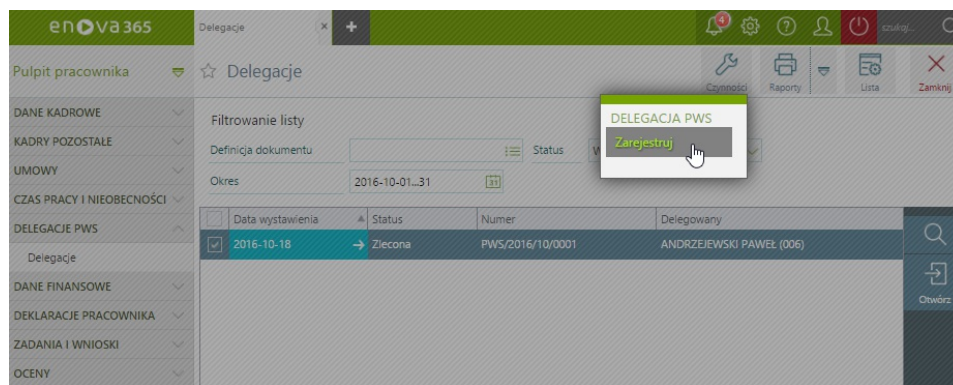 enova365
Delegacje × +
4
szukaj...
Pulpit pracownika
Delegacje
Czynności Raporty Lista Zamknij
DANE KADROWE
KADRY POZOSTAŁE
UMOWY
CZAS PRACY I NIEOBECNOŚCI
DELEGACJE PWS
Delegacje
DANE FINANSOWE
DEKLARACJE PRACOWNIKA
ZADANIA I WNIOSKI
OCENY
Filtrowanie listy
Definicja dokumentu Status W
Okres 2016-10-01...31 31
DELEGACJA PWS
Zarejestruj
Data wystawienia Status Numer Delegowany
2016-10-18 Zlecona PWS/2016/10/0001 ANDRZEJEWSKI PAWEŁ (006)
Otwórz